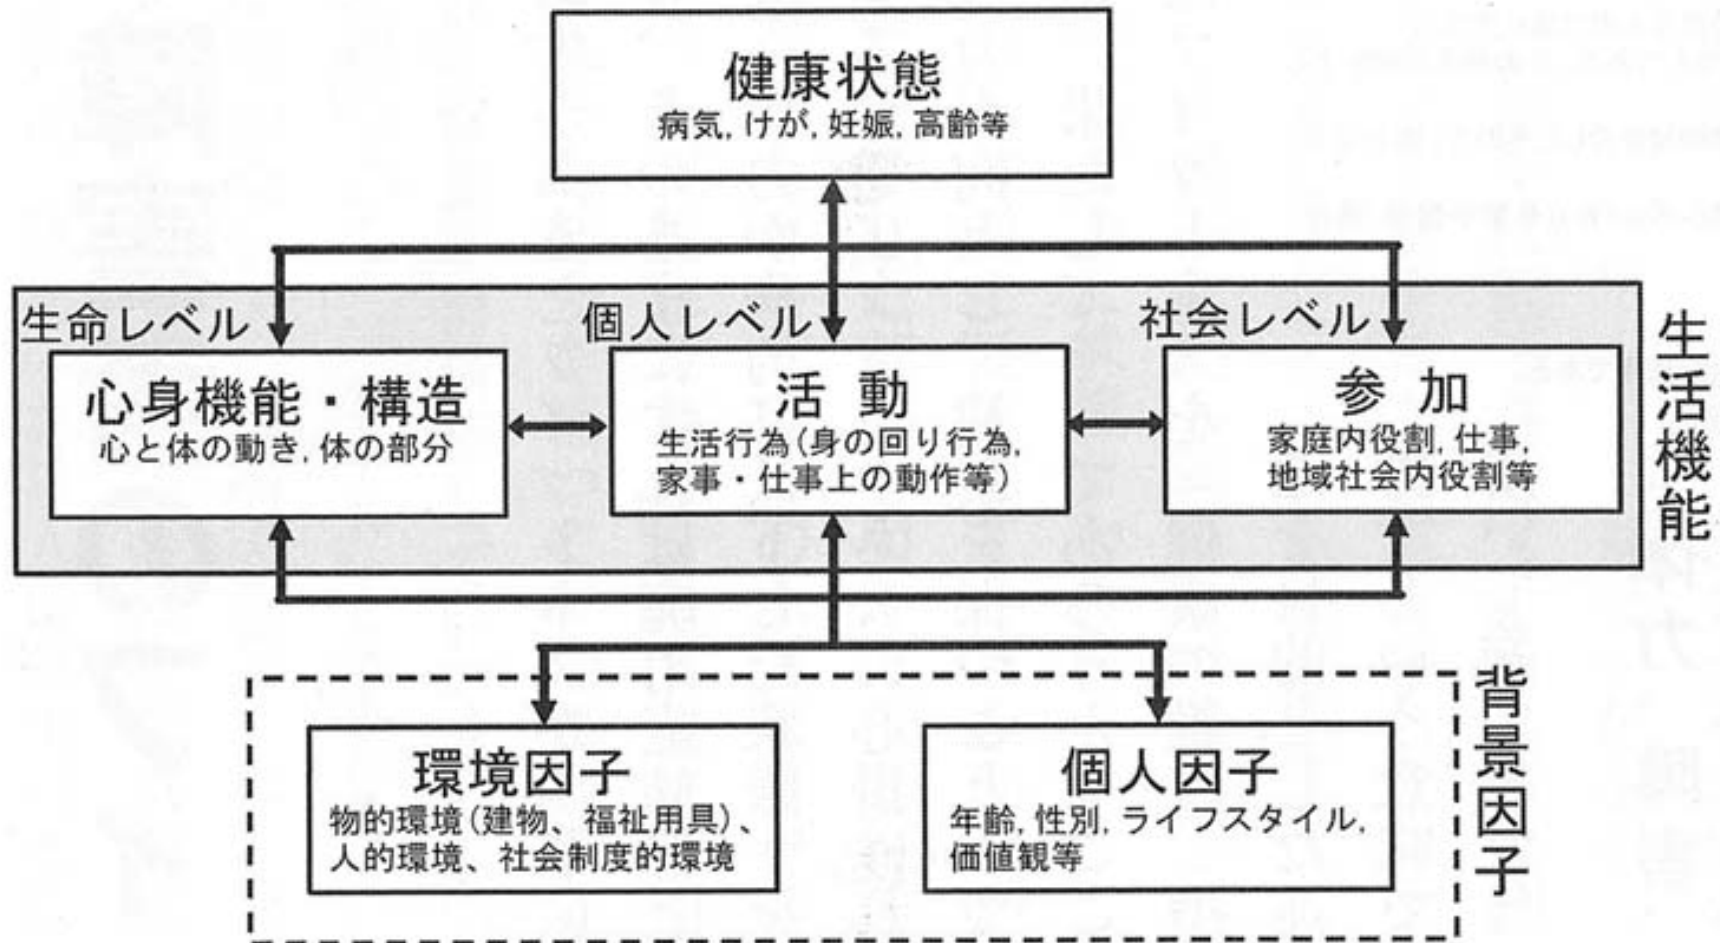 健康状態
病気,けが,妊娠,高齢等
生命レベル
個人レベル
社会レベル
生活機能
心身機能・構造
心と体の動き,体の部分
活動
生活行為(身の回り行為,
家事・仕事上の動作等)
参加
家庭内役割,仕事,
地域社会内役割等
背景因子
環境因子
物的環境(建物、福祉用具)、
人的環境、社会制度的環境
個人因子
年齢,性別,ライフスタイル,
価値観等